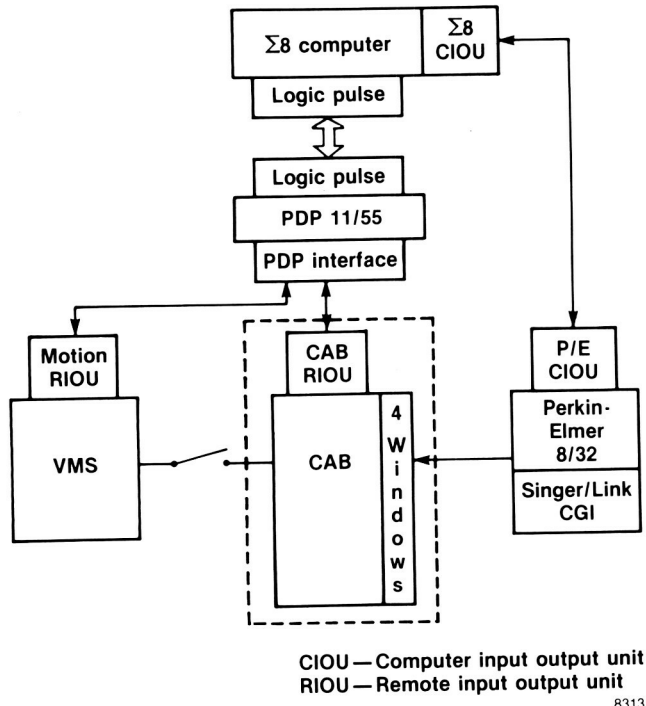 Σ8 computer
Σ8
CIOU
Logic pulse
Logic pulse
PDP 11/55
PDP interface
Motion
RIOU
VMS
CAB
RIOU
CAB
4 Windows
P/E
CIOU
Perkin-
Elmer
8/32
Singer/Link
CGI
CIOU — Computer input output unit
RIOU — Remote input output unit
8313